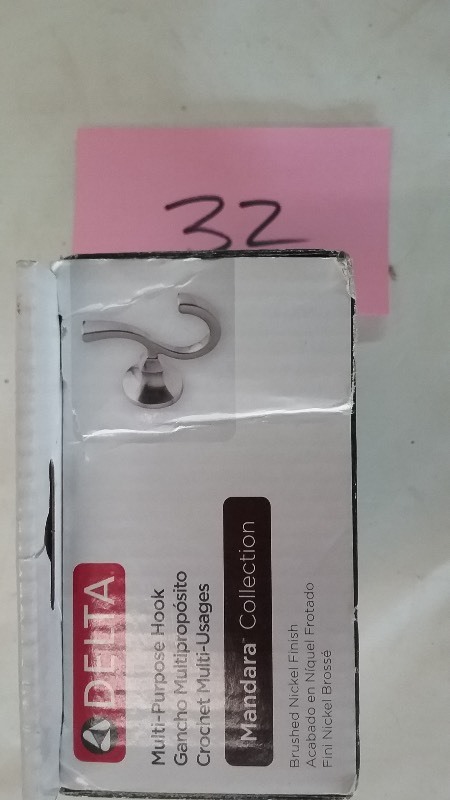 32
DELTA
Multi-Purpose Hook
Gancho Multipropósito
Crochet Multi-Usages
Mandara™ Collection
Brushed Nickel Finish
Acabado en Níquel Frotado
Fini Nickel Brossé